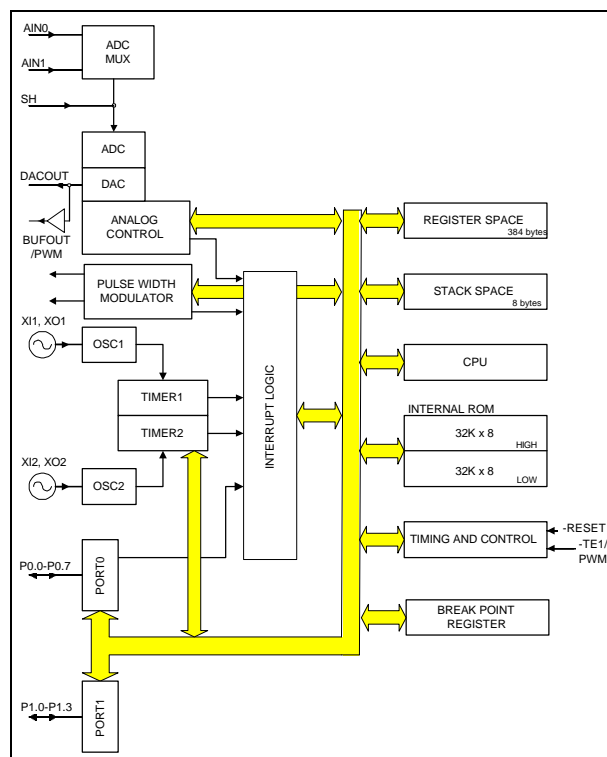 AIN0
ADC
MUX
AIN1
SH
ADC
DACOUT
DAC
ANALOG
CONTROL
BUFOUT
/PWM
REGISTER SPACE
384 bytes
PULSE WIDTH
MODULATOR
STACK SPACE
8 bytes
XI1, XO1
OSC1
CPU
TIMER1
TIMER2
INTERRUPT LOGIC
INTERNAL ROM
32K x 8
HIGH
32K x 8
LOW
XI2, XO2
OSC2
TIMING AND CONTROL
-RESET
-TE1/
PWM
P0.0-P0.7
PORT0
BREAK POINT
REGISTER
P1.0-P1.3
PORT1